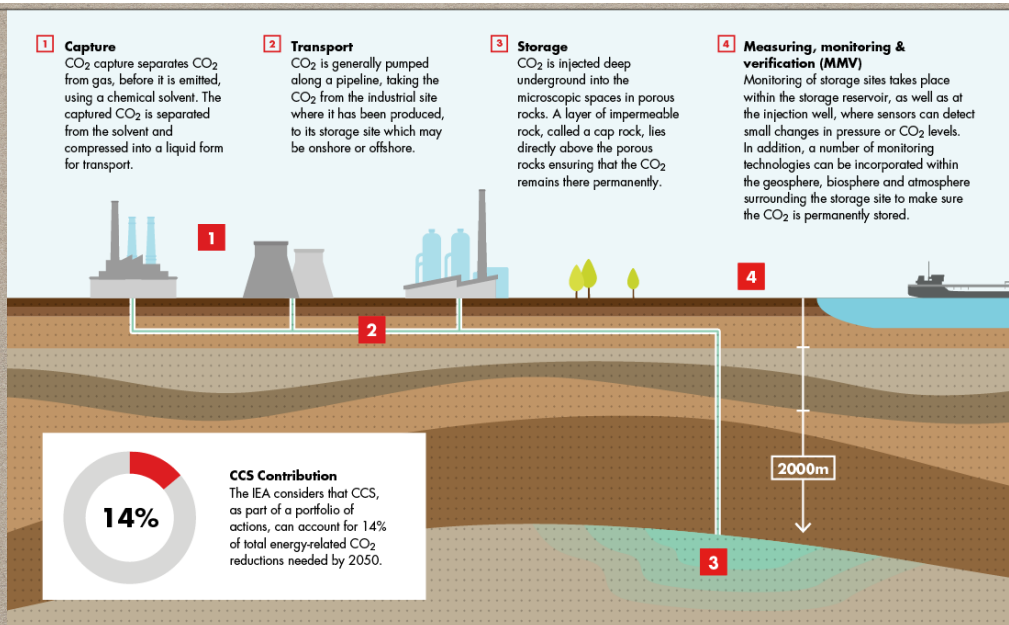 1 Capture
CO2 capture separates CO2
from gas, before it is emitted,
using a chemical solvent. The
captured CO2 is separated
from the solvent and
compressed into a liquid form
for transport.
2 Transport
CO2 is generally pumped
along a pipeline, taking the
CO2 from the industrial site
where it has been produced,
to its storage site which may
be onshore or offshore.
3 Storage
CO2 is injected deep
underground into the
microscopic spaces in porous
rocks. A layer of impermeable
rock, called a cap rock, lies
directly above the porous
rocks ensuring that the CO2
remains there permanently.
4 Measuring, monitoring &
verification (MMV)
Monitoring of storage sites takes place
within the storage reservoir, as well as at
the injection well, where sensors can detect
small changes in pressure or CO2 levels.
In addition, a number of monitoring
technologies can be incorporated within
the geosphere, biosphere and atmosphere
surrounding the storage site to make sure
the CO2 is permanently stored.
1
4
2
2000m
3
14%
CCS Contribution
The IEA considers that CCS,
as part of a portfolio of
actions, can account for 14%
of total energy-related CO2
reductions needed by 2050.